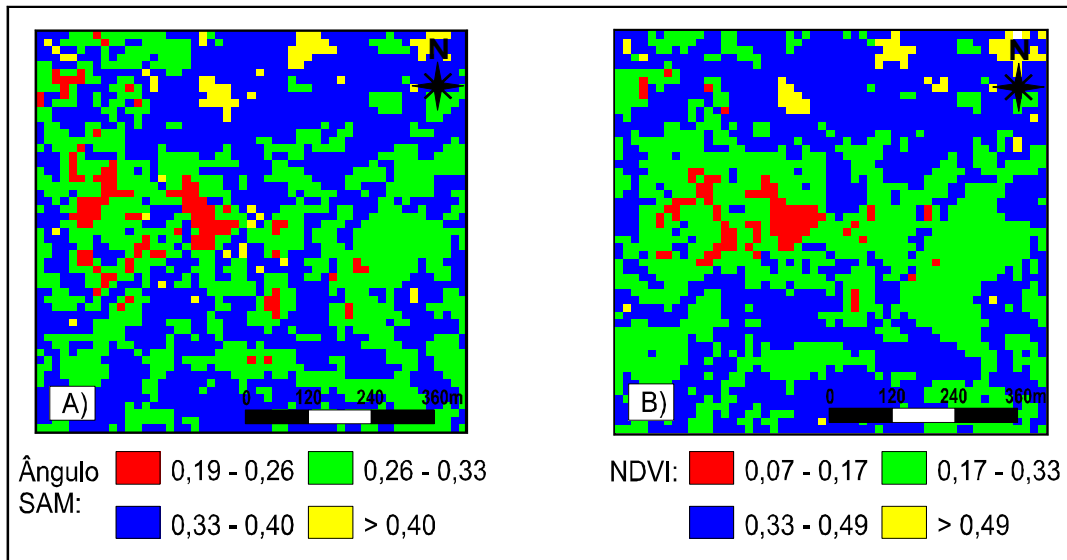 N
A)
0 120 240 360m
N
B)
0 120 240 360m
Ângulo SAM:
0,19 - 0,26
0,26 - 0,33
0,33 - 0,40
> 0,40
NDVI:
0,07 - 0,17
0,17 - 0,33
0,33 - 0,49
> 0,49